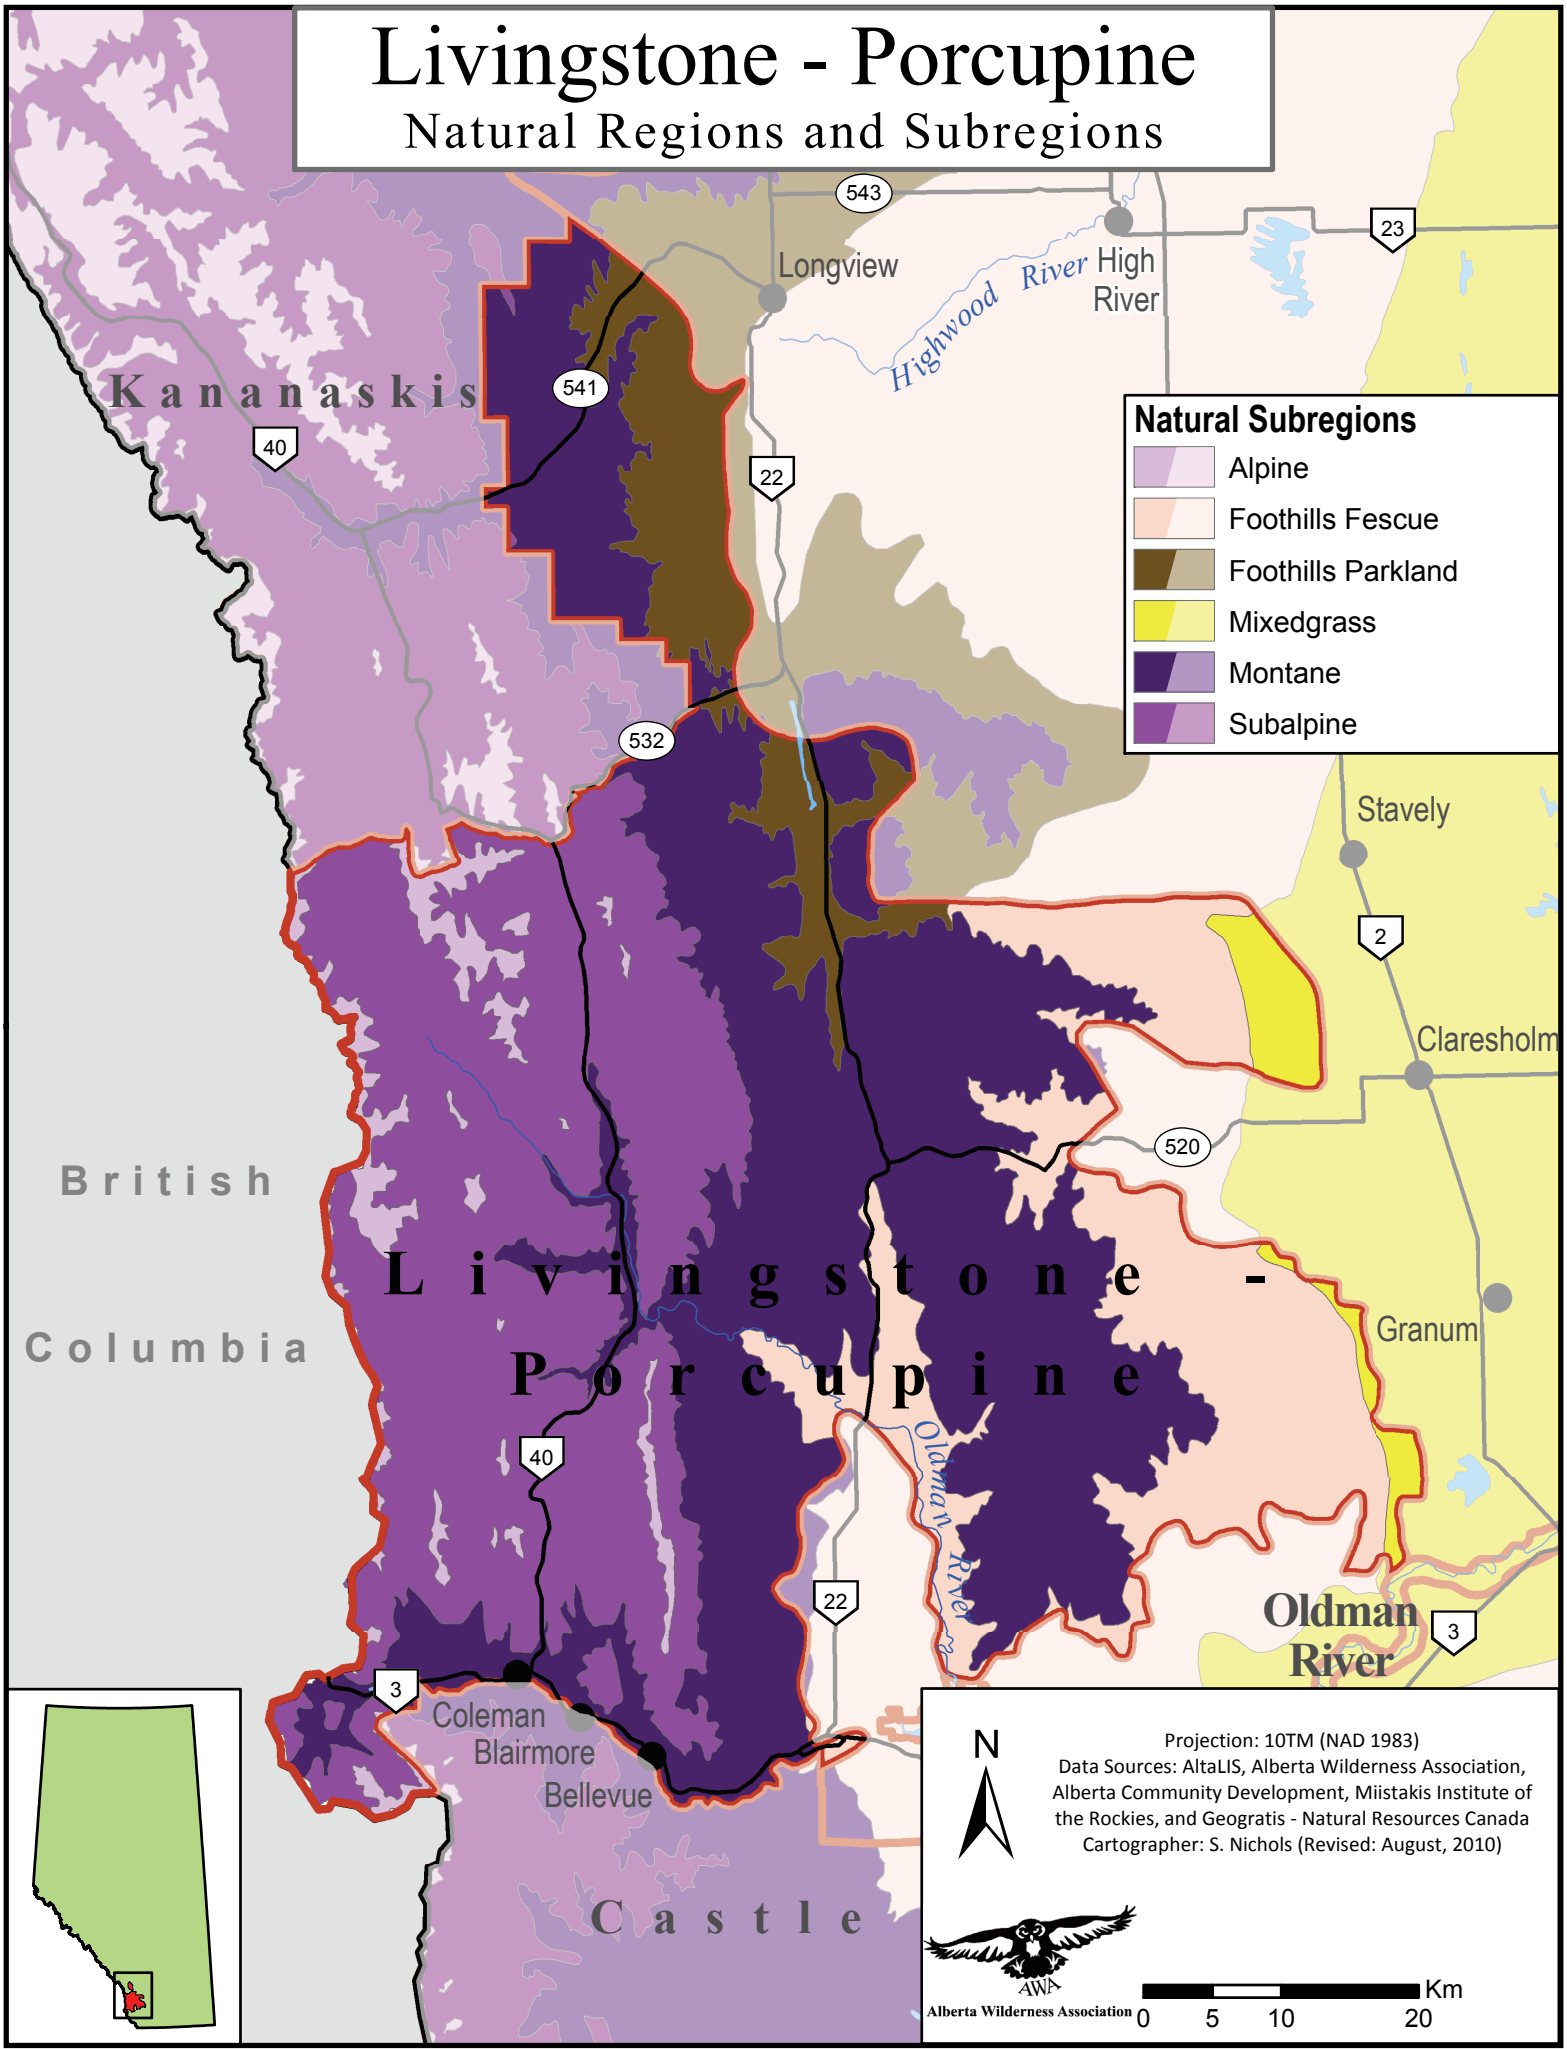 Livingstone - Porcupine
Natural Regions and Subregions
543
23
Longview
High
River
Highwood River
Kananaskis
541
40
22
Natural Subregions
Alpine
Foothills Fescue
Foothills Parkland
Mixedgrass
Montane
Subalpine
532
Stavely
2
Claresholm
520
British
Columbia
Livingstone -
Porcupine
Granum
40
Oldman River
22
Oldman
River
3
3
Coleman
Blairmore
Bellevue
Castle
N
Projection: 10TM (NAD 1983)
Data Sources: AltaLIS, Alberta Wilderness Association,
Alberta Community Development, Miistakis Institute of
the Rockies, and Geogratis - Natural Resources Canada
Cartographer: S. Nichols (Revised: August, 2010)
AWA
Alberta Wilderness Association
Km
0 5 10 20